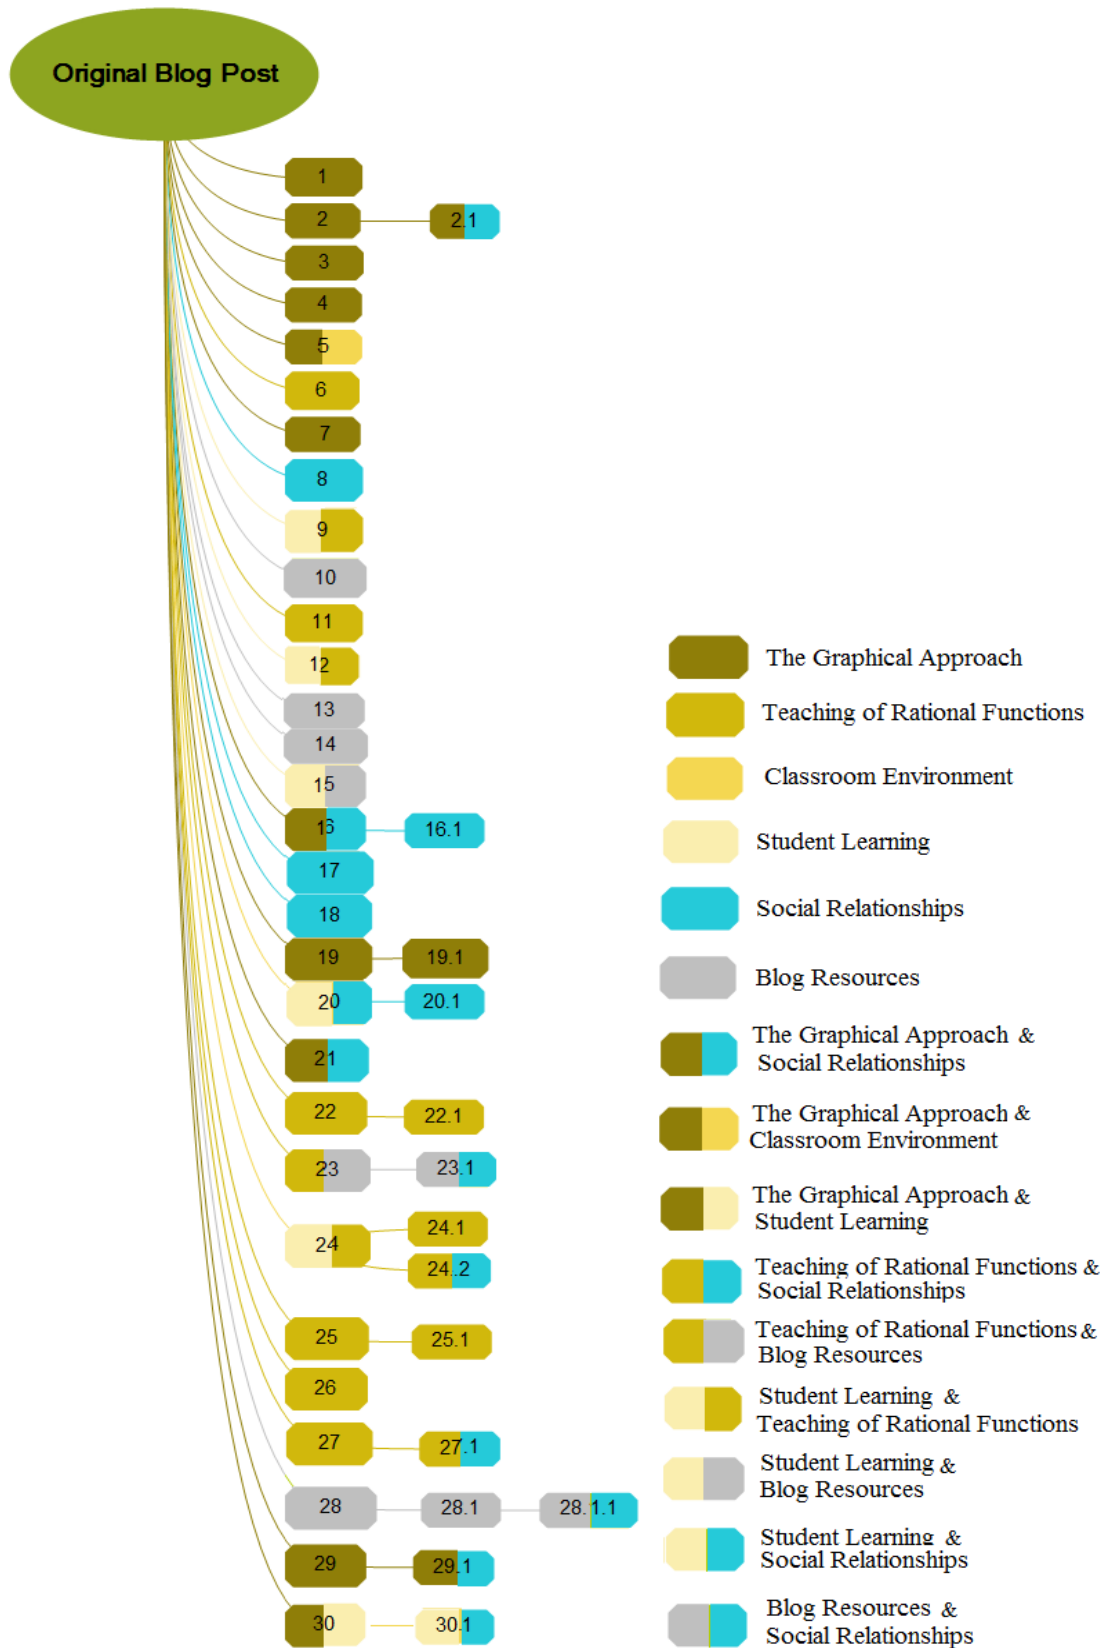 Original Blog Post
1
2
2.1
3
4
5
6
7
8
9
10
11
12
13
14
15
16
16.1
17
18
19
19.1
20
20.1
21
22
22.1
23
23.1
24
24.1
24..2
25
25.1
26
27
27.1
28
28.1
28.1.1
29
29.1
30
30.1
The Graphical Approach
Teaching of Rational Functions
Classroom Environment
Student Learning
Social Relationships
Blog Resources
The Graphical Approach &
Social Relationships
The Graphical Approach &
Classroom Environment
The Graphical Approach &
Student Learning
Teaching of Rational Functions &
Social Relationships
Teaching of Rational Functions &
Blog Resources
Student Learning &
Teaching of Rational Functions
Student Learning &
Blog Resources
Student Learning &
Social Relationships
Blog Resources &
Social Relationships